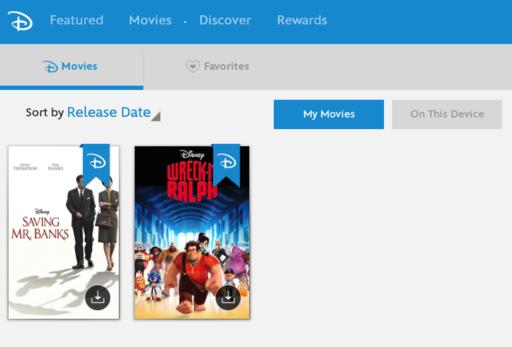 Featured Movies Discover Rewards
Movies Favorites
Sort by Release Date My Movies On This Device
THOMPSON HANKS
Disney
SAVING
MR. BANKS
Disney
WRECK-IT
RALPH